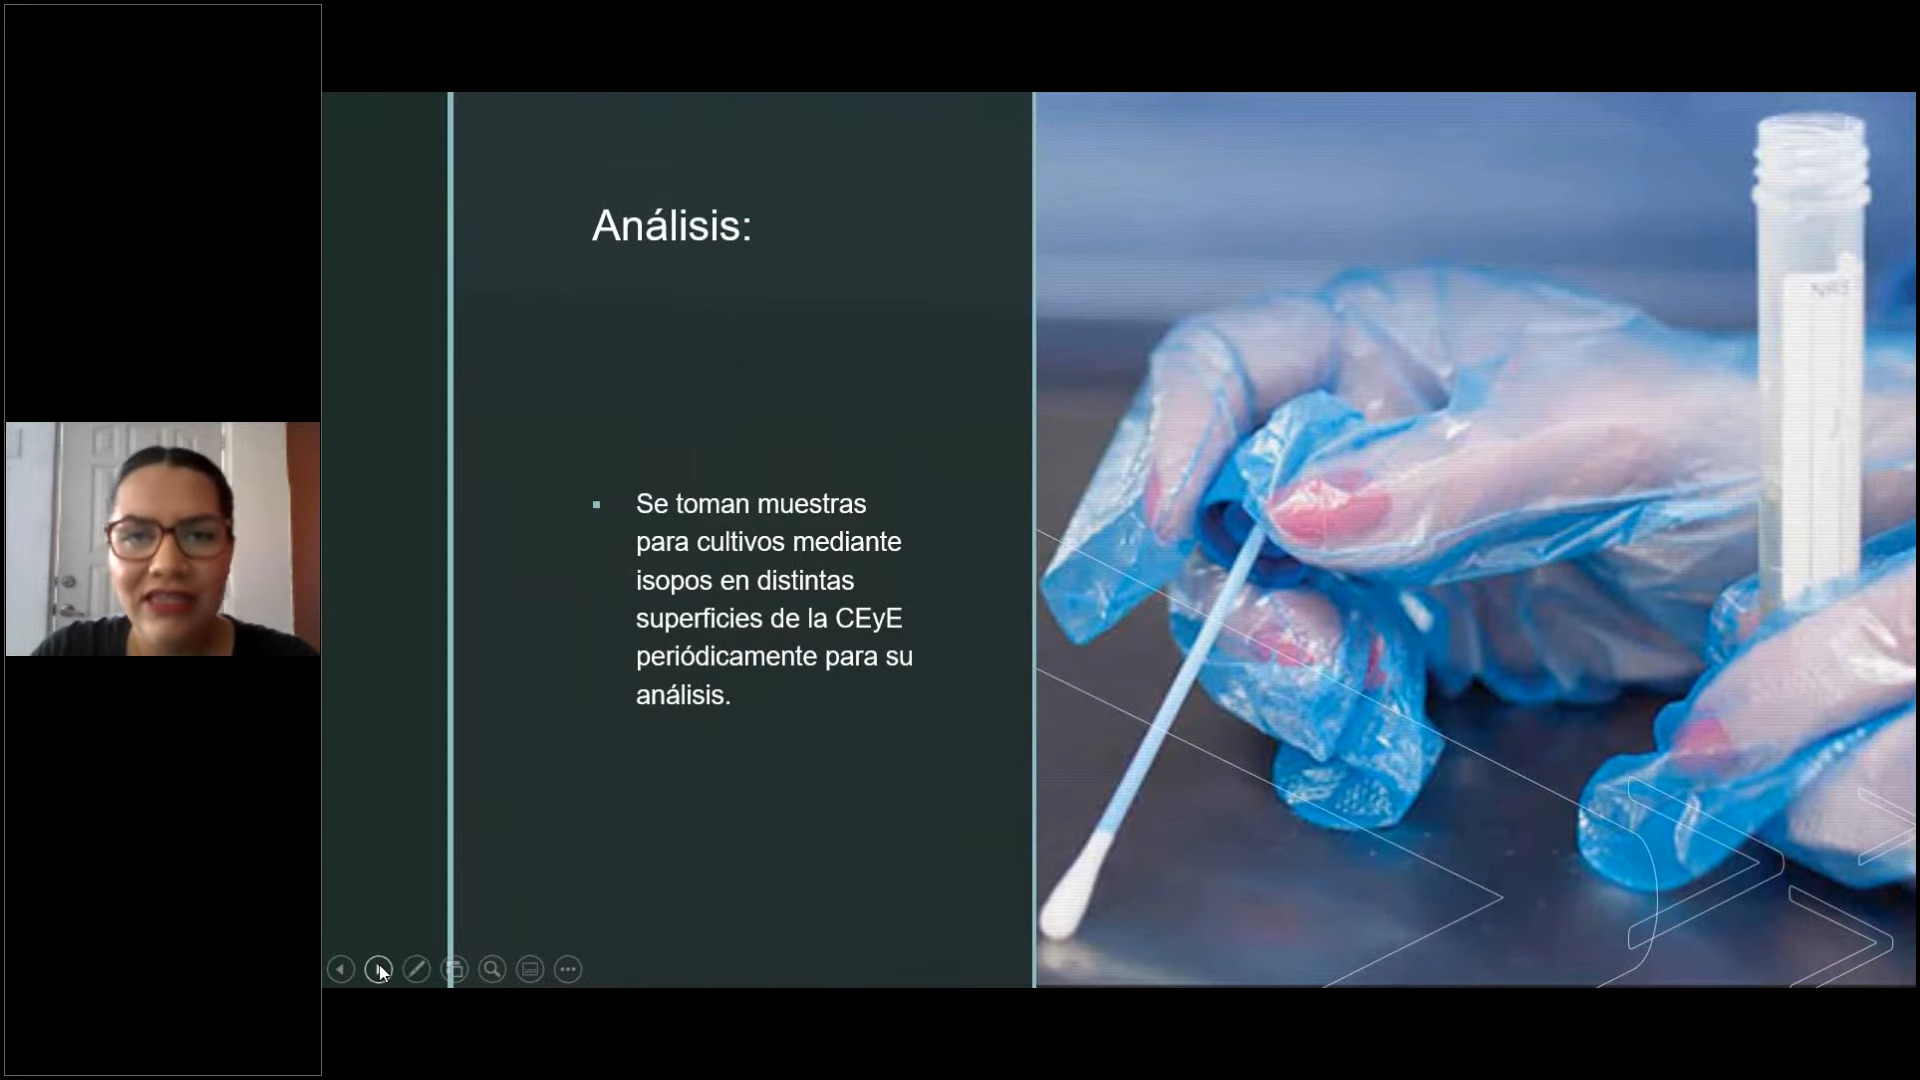 Análisis:
Se toman muestras
para cultivos mediante
isopos en distintas
superficies de la CEyE
periódicamente para su
análisis.